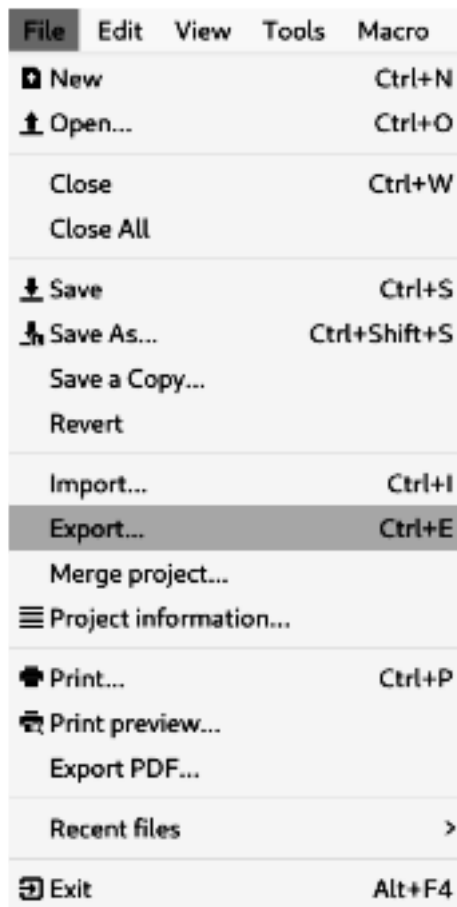 File Edit View Tools Macro
New Ctrl+N
Open... Ctrl+O
Close Ctrl+W
Close All
Save Ctrl+S
Save As... Ctrl+Shift+S
Save a Copy...
Revert
Import... Ctrl+I
Export... Ctrl+E
Merge project...
Project information...
Print... Ctrl+P
Print preview...
Export PDF...
Recent files >
Exit Alt+F4